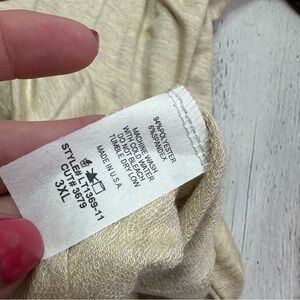 94%POLYESTER
6%SPANDEX
MACHINE WASH
WITH COLD WATER
DO NOT BLEACH
TUMBLE DRY LOW
MADE IN U.S.A
STYLE# LT1369-11
CUT# 3679
3XL